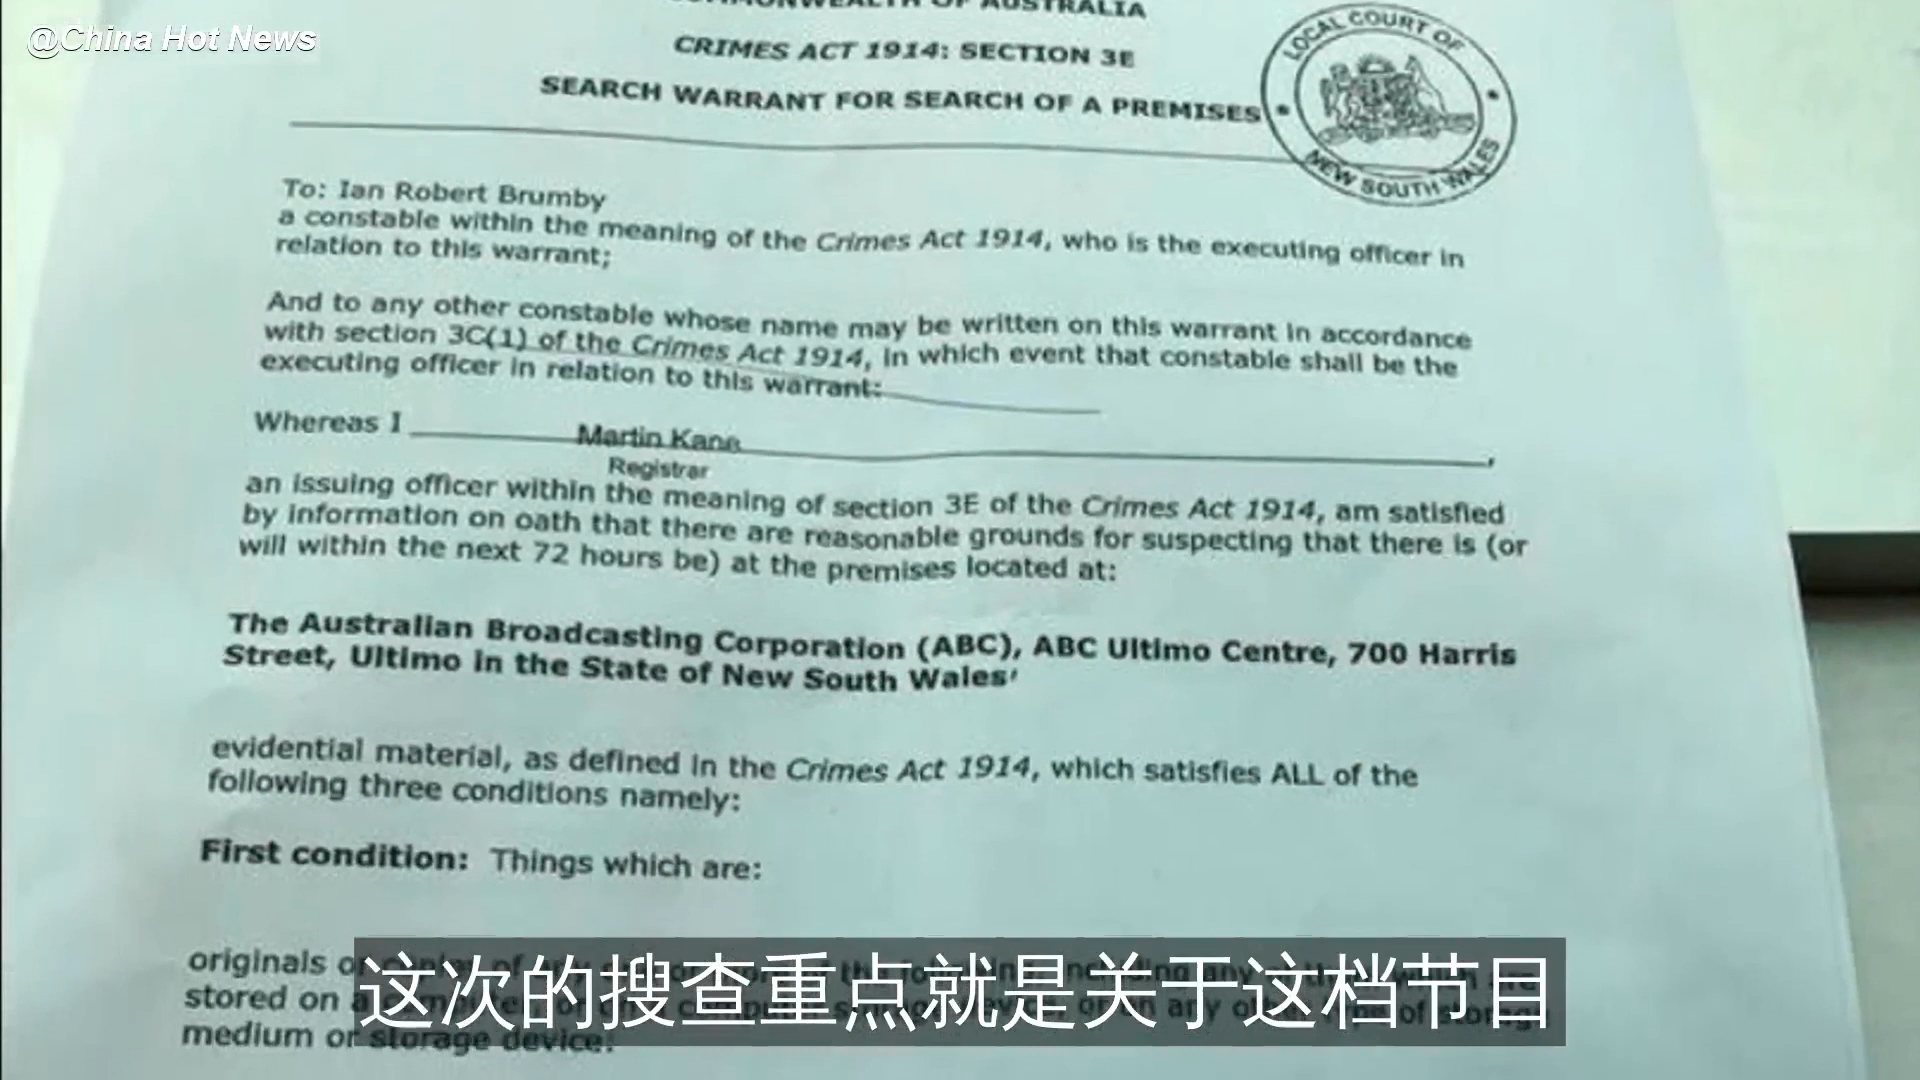 @China Hot News
COMMONWEALTH OF AUSTRALIA
CRIMES ACT 1914: SECTION 3E
SEARCH WARRANT FOR SEARCH OF A PREMISES
LOCAL COURT OF
NEW SOUTH WALES
To: Ian Robert Brumby
a constable within the meaning of the Crimes Act 1914, who is the executing officer in
relation to this warrant;
And to any other constable whose name may be written on this warrant in accordance
with section 3C(1) of the Crimes Act 1914, in which event that constable shall be the
executing officer in relation to this warrant:
Whereas I Martin Kane,
Registrar
an issuing officer within the meaning of section 3E of the Crimes Act 1914, am satisfied
by information on oath that there are reasonable grounds for suspecting that there is (or
will within the next 72 hours be) at the premises located at:
The Australian Broadcasting Corporation (ABC), ABC Ultimo Centre, 700 Harris
Street, Ultimo in the State of New South Wales'
evidential material, as defined in the Crimes Act 1914, which satisfies ALL of the
following three conditions namely:
First condition: Things which are:
originals or
stored on a
medium or storage device:
这次的搜查重点就是关于这档节目